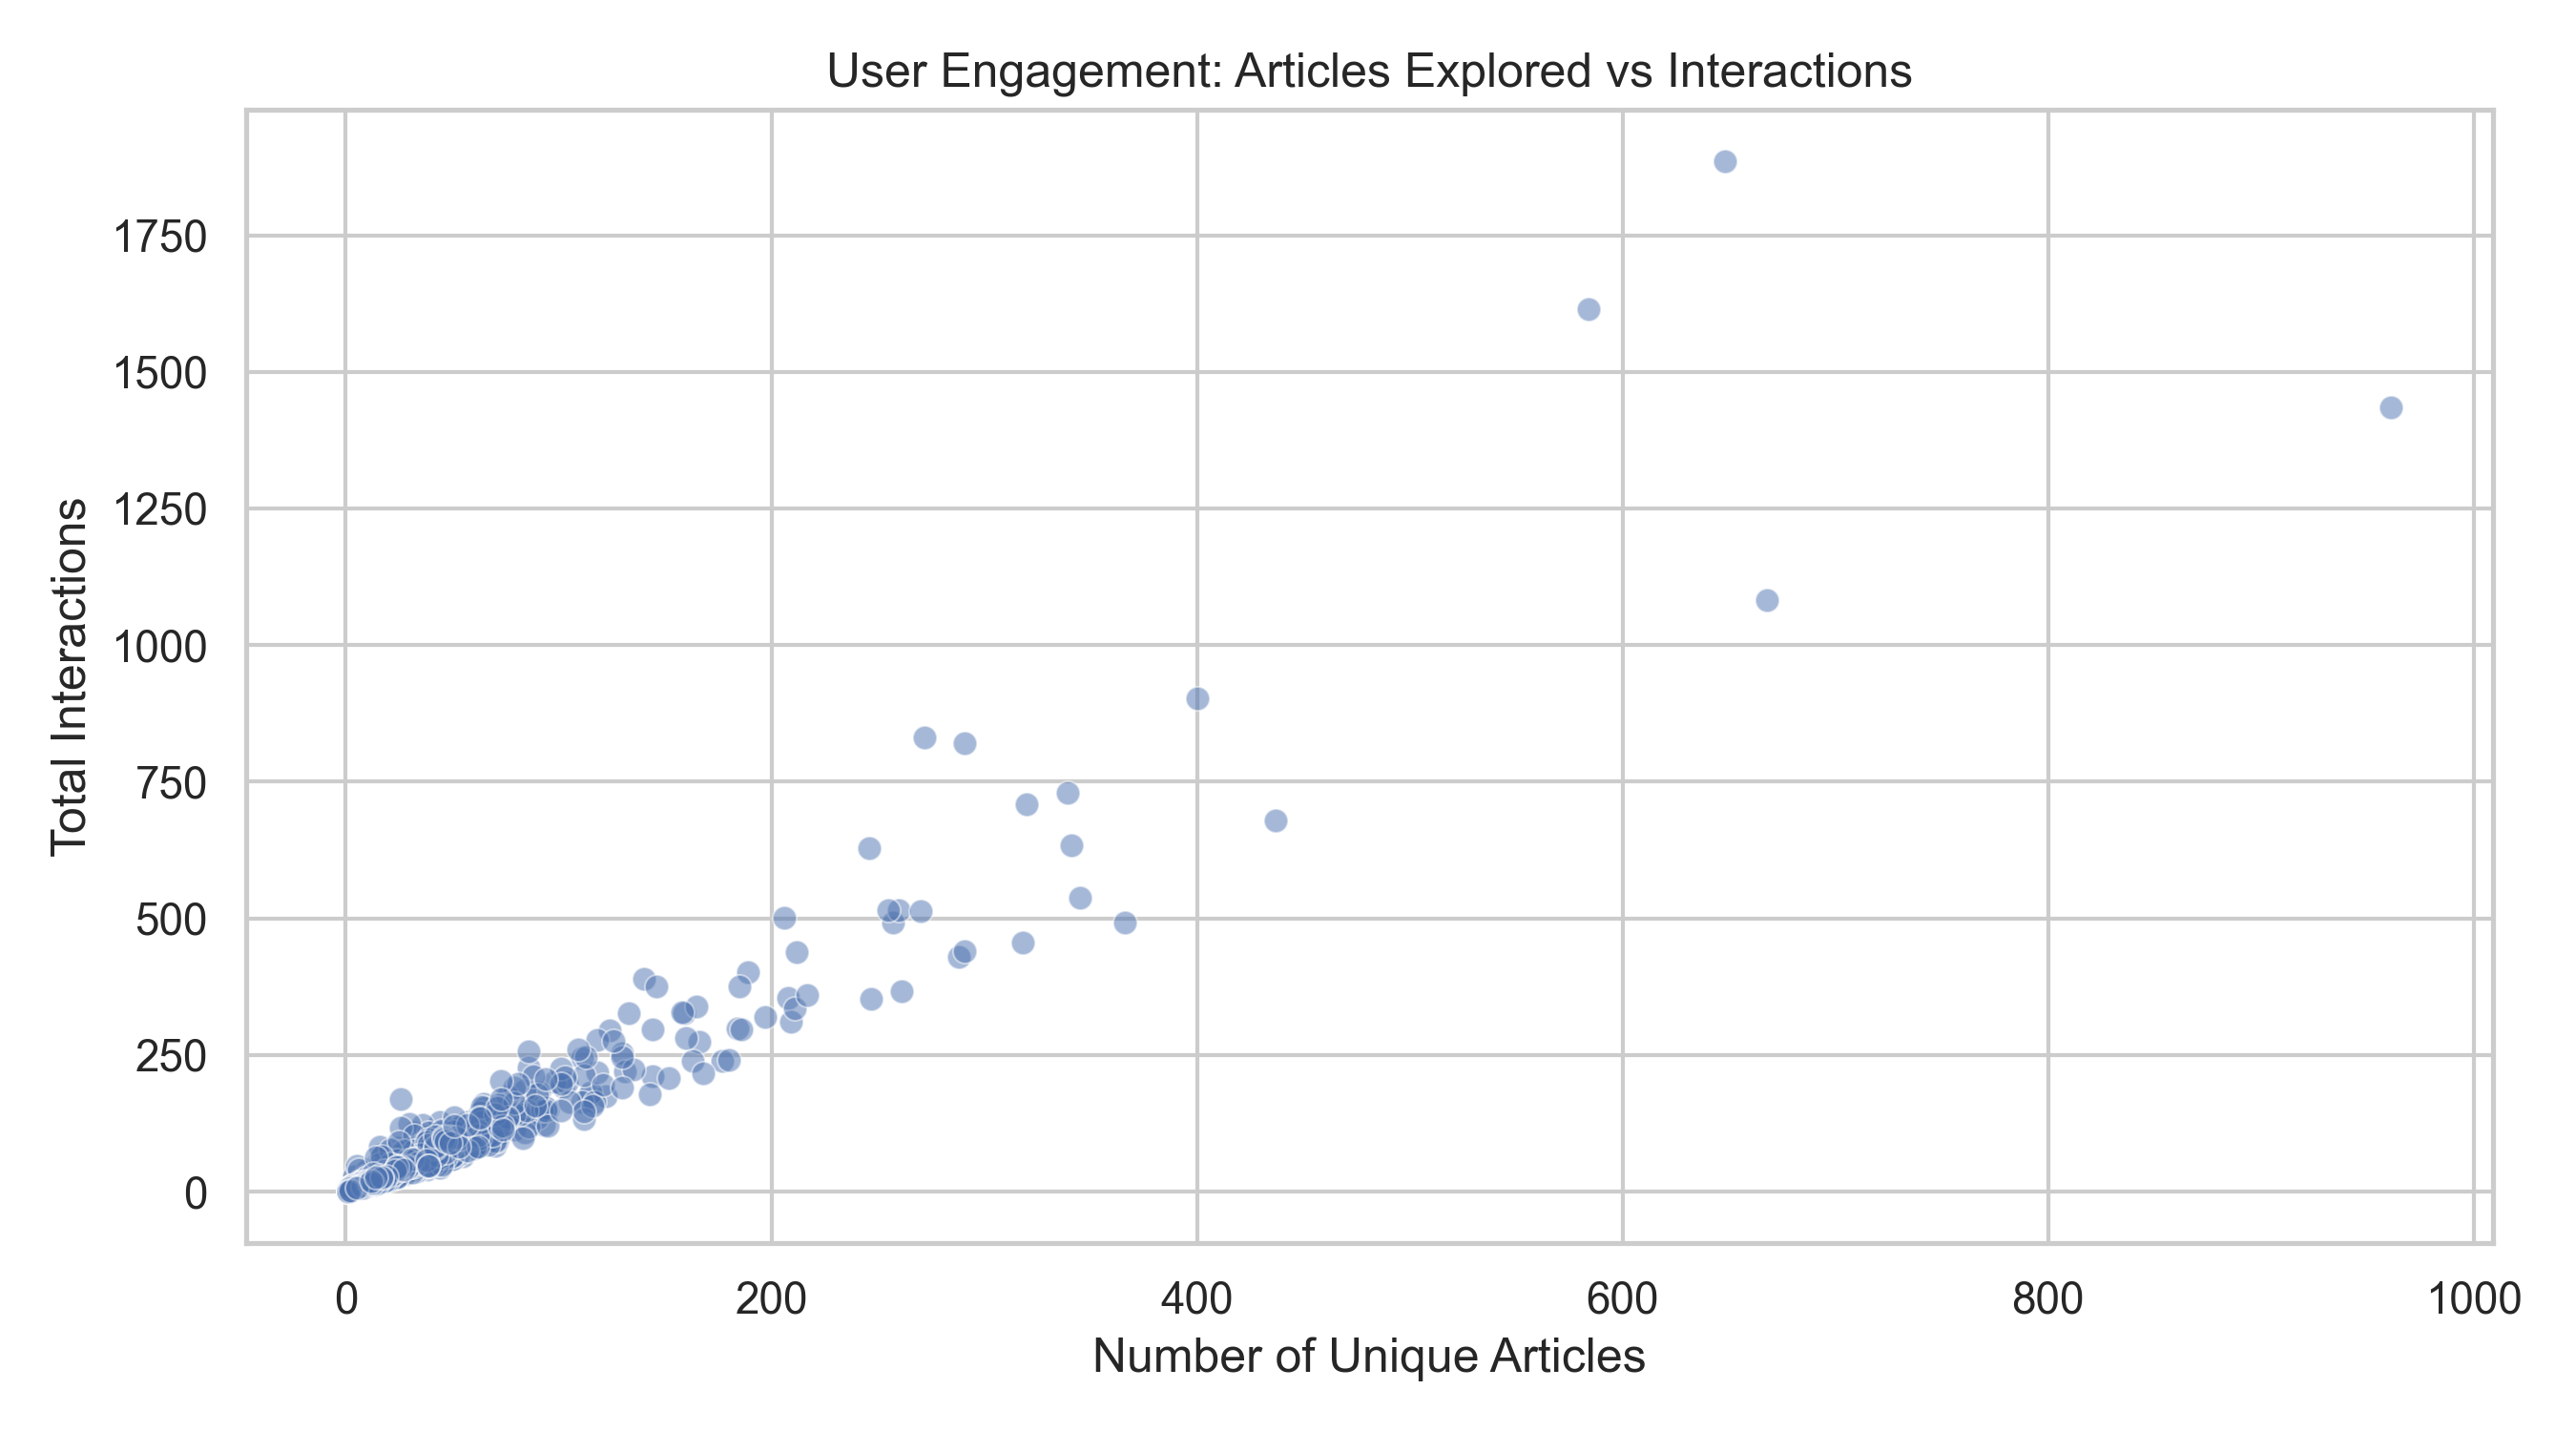 User Engagement: Articles Explored vs Interactions
1750
1500
1250
1000
750
500
250
0
Total Interactions
0 200 400 600 800 1000
Number of Unique Articles